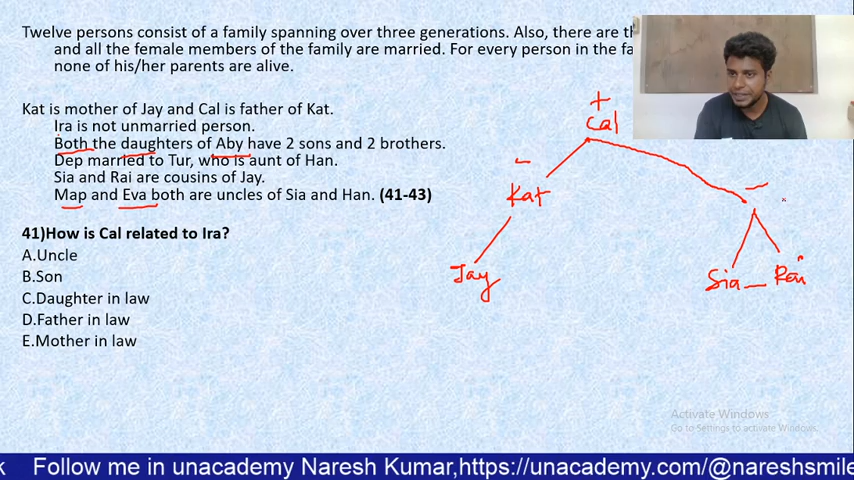 Twelve persons consist of a family spanning over three generations. Also, there are
and all the female members of the family are married. For every person in the
none of his/her parents are alive.
Kat is mother of Jay and Cal is father of Kat.
Ira is not unmarried person.
Both the daughters of Aby have 2 sons and 2 brothers.
Dep married to Tur, who is aunt of Han.
Sia and Rai are cousins of Jay.
Map and Eva both are uncles of Sia and Han. (41-43)
41)How is Cal related to Ira?
A.Uncle
B.Son
C.Daughter in law
D.Father in law
E.Mother in law
+
Cal
-
Kat
-
Jay
Sia — Rai
Activate Windows
Go to Settings to activate Windows.
k Follow me in unacademy Naresh Kumar,https://unacademy.com/@nareshsmile